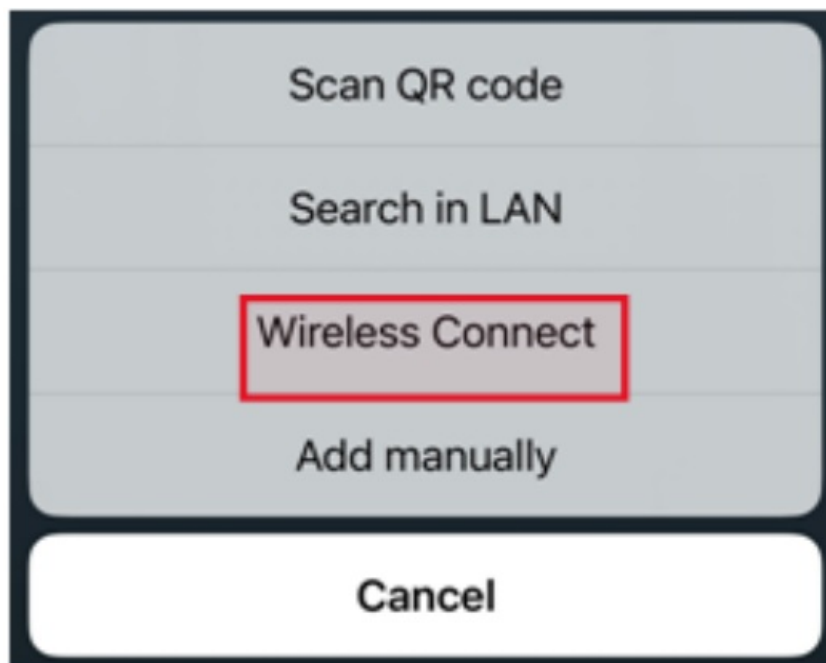 Scan QR code
Search in LAN
Wireless Connect
Add manually
Cancel